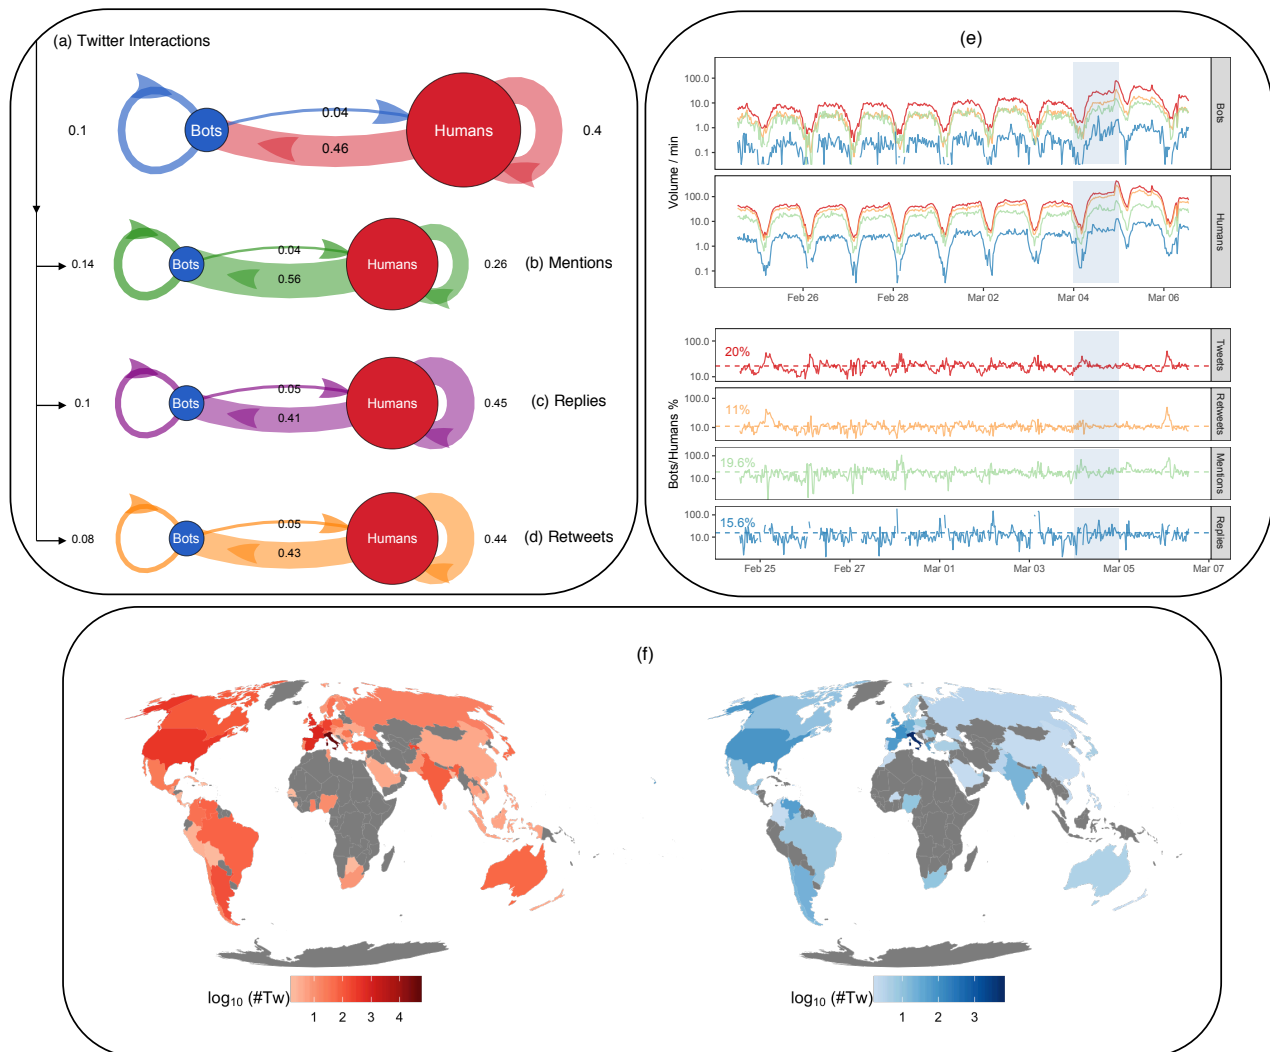 (a) Twitter Interactions
0.1
Bots
0.04
0.46
Humans
0.4
0.14
Bots
0.04
0.56
Humans
0.26
(b) Mentions
0.1
Bots
0.05
0.41
Humans
0.45
(c) Replies
0.08
Bots
0.05
0.43
Humans
0.44
(d) Retweets
(e)
Volume / min
100.0
10.0
1.0
0.1
Bots
100.0
10.0
1.0
0.1
Humans
Feb 26
Feb 28
Mar 02
Mar 04
Mar 06
Bots/Humans %
100.0
10.0
20%
Tweets
100.0
10.0
11%
Retweets
100.0
10.0
19.6%
Mentions
100.0
10.0
15.6%
Replies
Feb 25
Feb 27
Mar 01
Mar 03
Mar 05
Mar 07
(f)
log₁₀ (#Tw)
1 2 3 4
log₁₀ (#Tw)
1 2 3